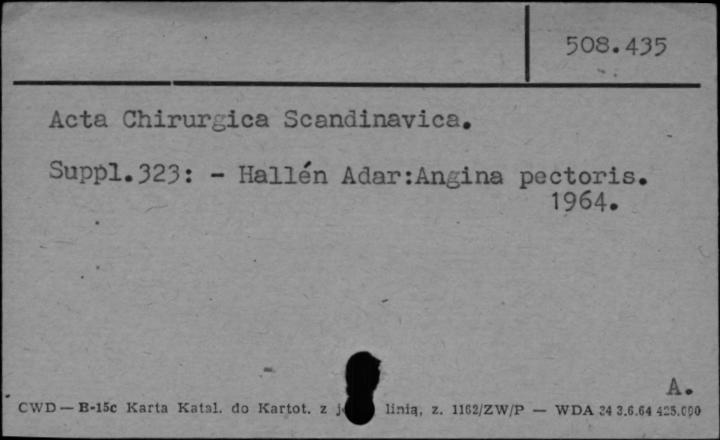 508.435
Acta Chirurgica Scandinavica.
Suppl.323: - Hallén Adar:Angina pectoris.
1964.
A.
CWD — B-15c Karta Katal. do Kartot. z linią, z. 1162/ZW/P — WDA 34 3.6.64 425.000